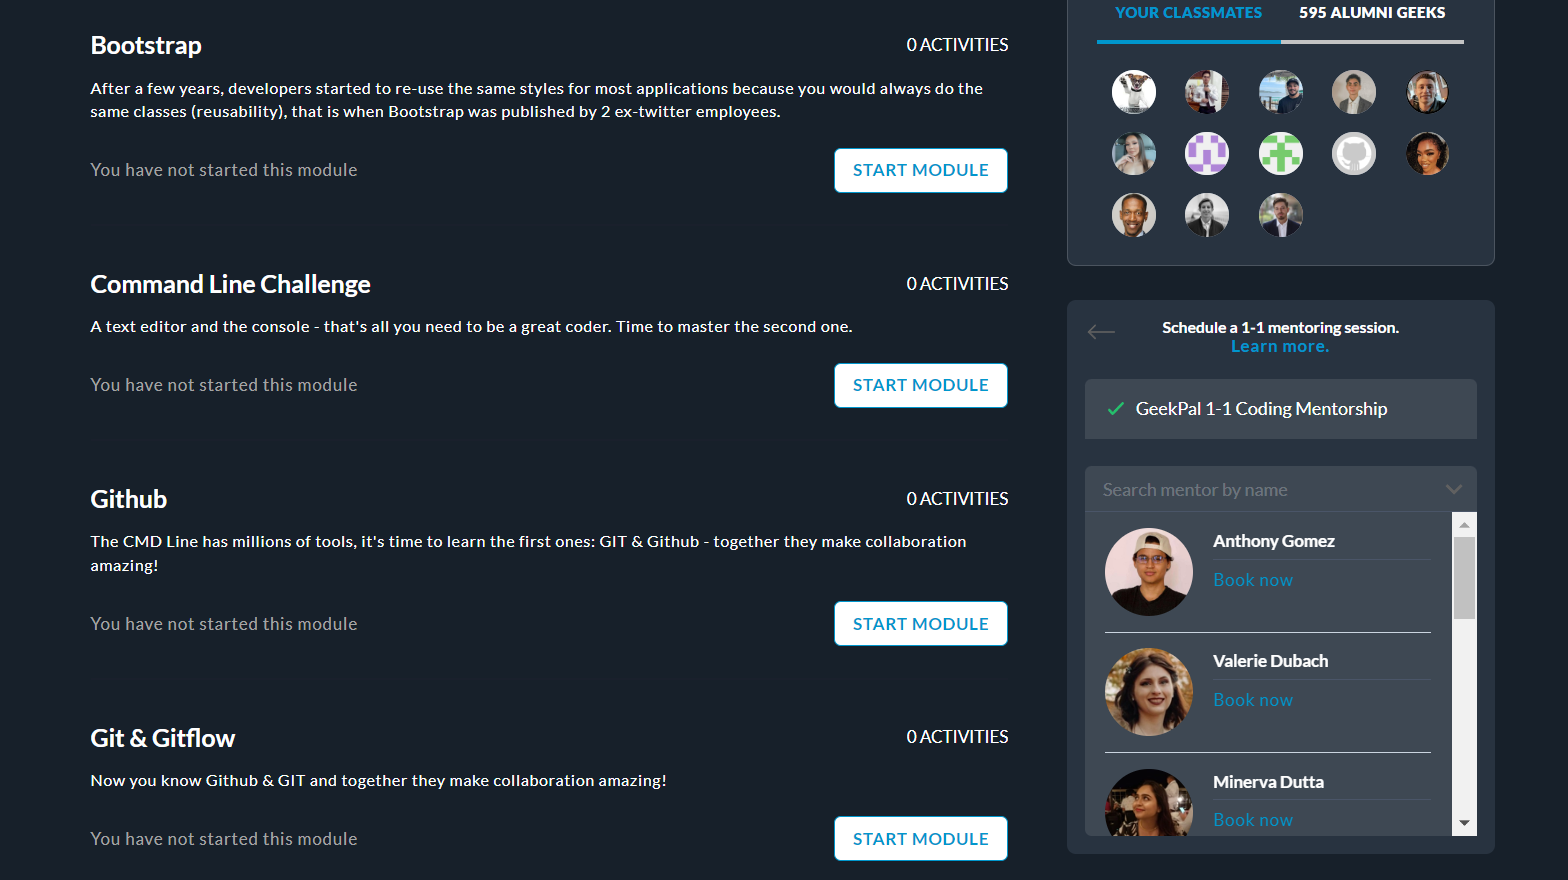 Bootstrap
0 ACTIVITIES
After a few years, developers started to re-use the same styles for most applications because you would always do the
same classes (reusability), that is when Bootstrap was published by 2 ex-twitter employees.
You have not started this module
START MODULE
Command Line Challenge
0 ACTIVITIES
A text editor and the console - that's all you need to be a great coder. Time to master the second one.
You have not started this module
START MODULE
Github
0 ACTIVITIES
The CMD Line has millions of tools, it's time to learn the first ones: GIT & Github - together they make collaboration
amazing!
You have not started this module
START MODULE
Git & Gitflow
0 ACTIVITIES
Now you know Github & GIT and together they make collaboration amazing!
You have not started this module
START MODULE
YOUR CLASSMATES
595 ALUMNI GEEKS
Schedule a 1-1 mentoring session.
Learn more.
GeekPal 1-1 Coding Mentorship
Search mentor by name
Anthony Gomez
Book now
Valerie Dubach
Book now
Minerva Dutta
Book now